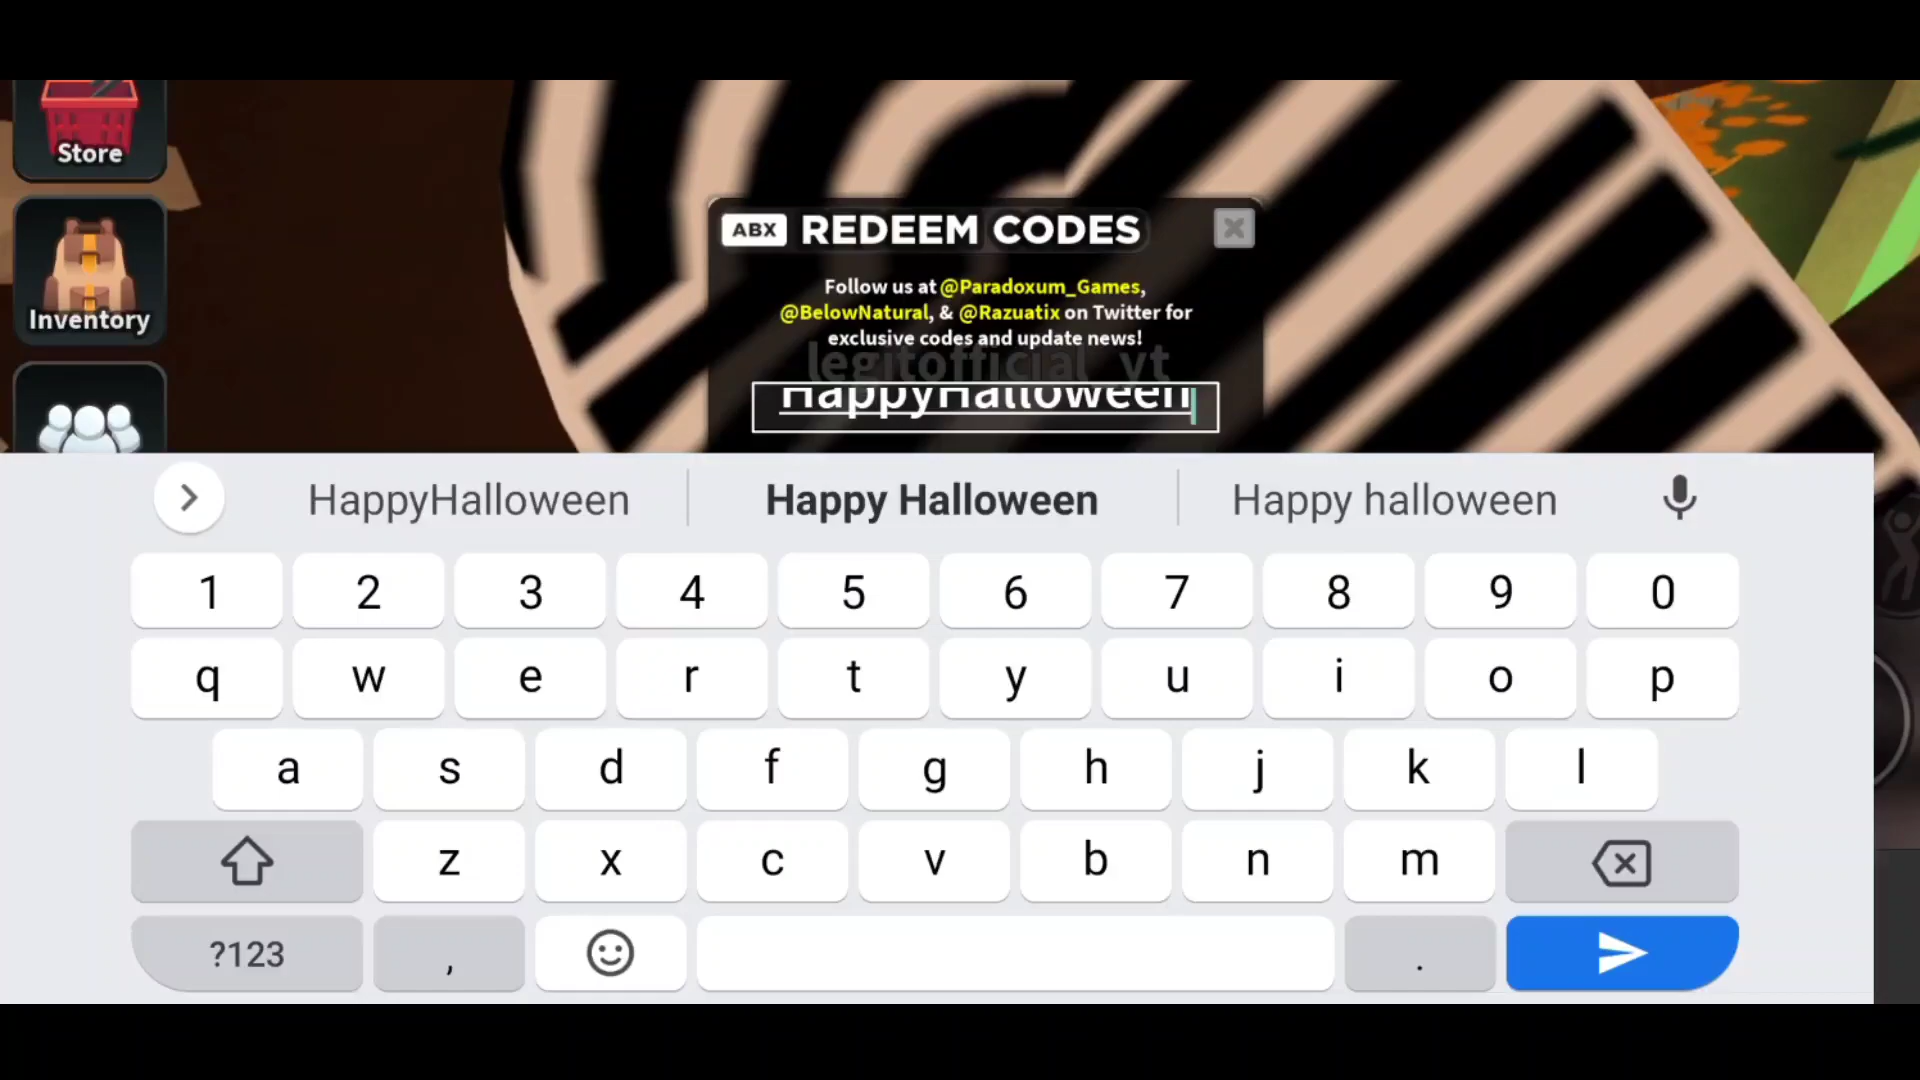 Store
Inventory
ABX REDEEM CODES
Follow us at @Paradoxum_Games,
@BelowNatural, & @Razuatix on Twitter for
exclusive codes and update news!
legitofficial_yt
HappyHalloween
HappyHalloween Happy Halloween Happy halloween
1 2 3 4 5 6 7 8 9 0
q w e r t y u i o p
a s d f g h j k l
z x c v b n m
?123 , .